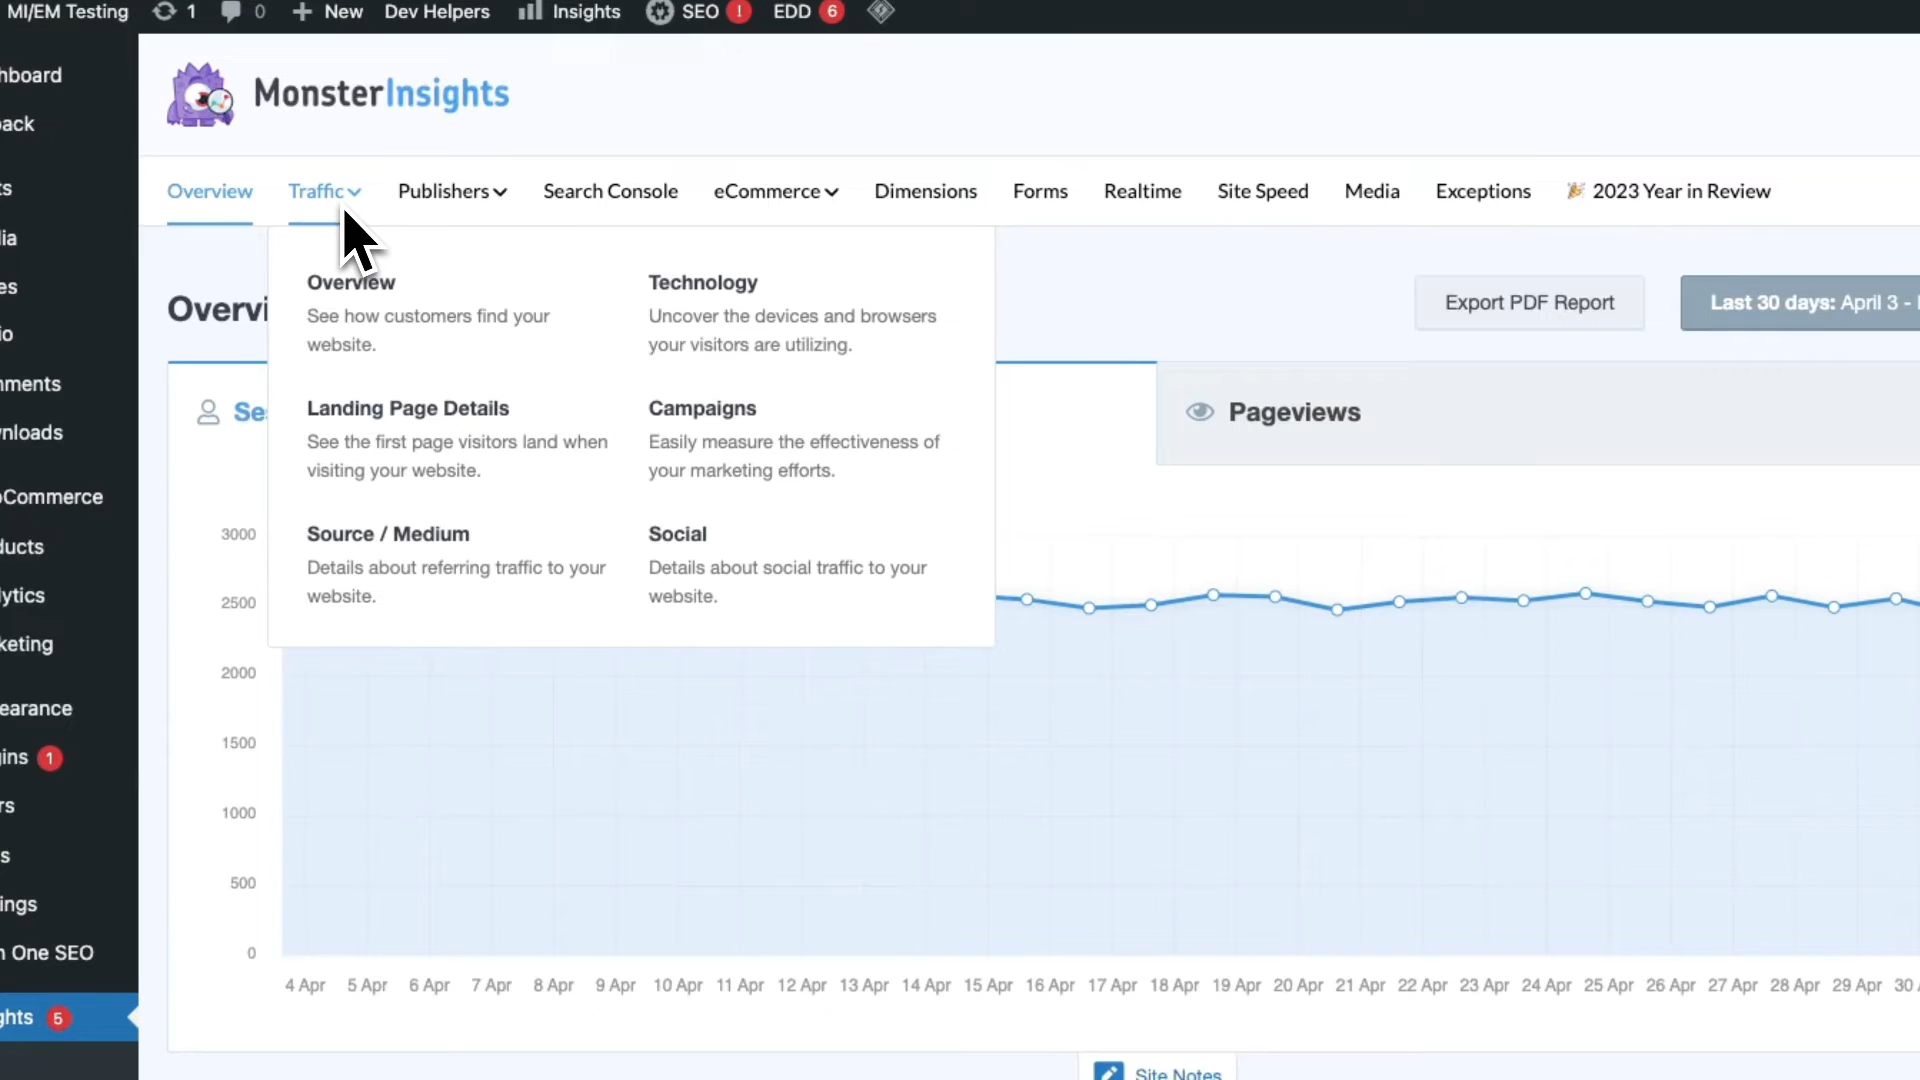 MI/EM Testing 1 0 New Dev Helpers Insights SEO ! EDD 6
MonsterInsights
Overview Traffic Publishers Search Console eCommerce Dimensions Forms Realtime Site Speed Media Exceptions 2023 Year in Review
hboard
back
ts
lia
es
io
nments
wnloads
oCommerce
ducts
lytics
keting
earance
gins 1
rs
s
ings
n One SEO
ghts 5
Overvi
Export PDF Report
Last 30 days: April 3 -
Overview
See how customers find your
website.
Technology
Uncover the devices and browsers
your visitors are utilizing.
Landing Page Details
See the first page visitors land when
visiting your website.
Campaigns
Easily measure the effectiveness of
your marketing efforts.
Source / Medium
Details about referring traffic to your
website.
Social
Details about social traffic to your
website.
Se
Pageviews
3000
2500
2000
1500
1000
500
0
4 Apr 5 Apr 6 Apr 7 Apr 8 Apr 9 Apr 10 Apr 11 Apr 12 Apr 13 Apr 14 Apr 15 Apr 16 Apr 17 Apr 18 Apr 19 Apr 20 Apr 21 Apr 22 Apr 23 Apr 24 Apr 25 Apr 26 Apr 27 Apr 28 Apr 29 Apr 30
Site Notes